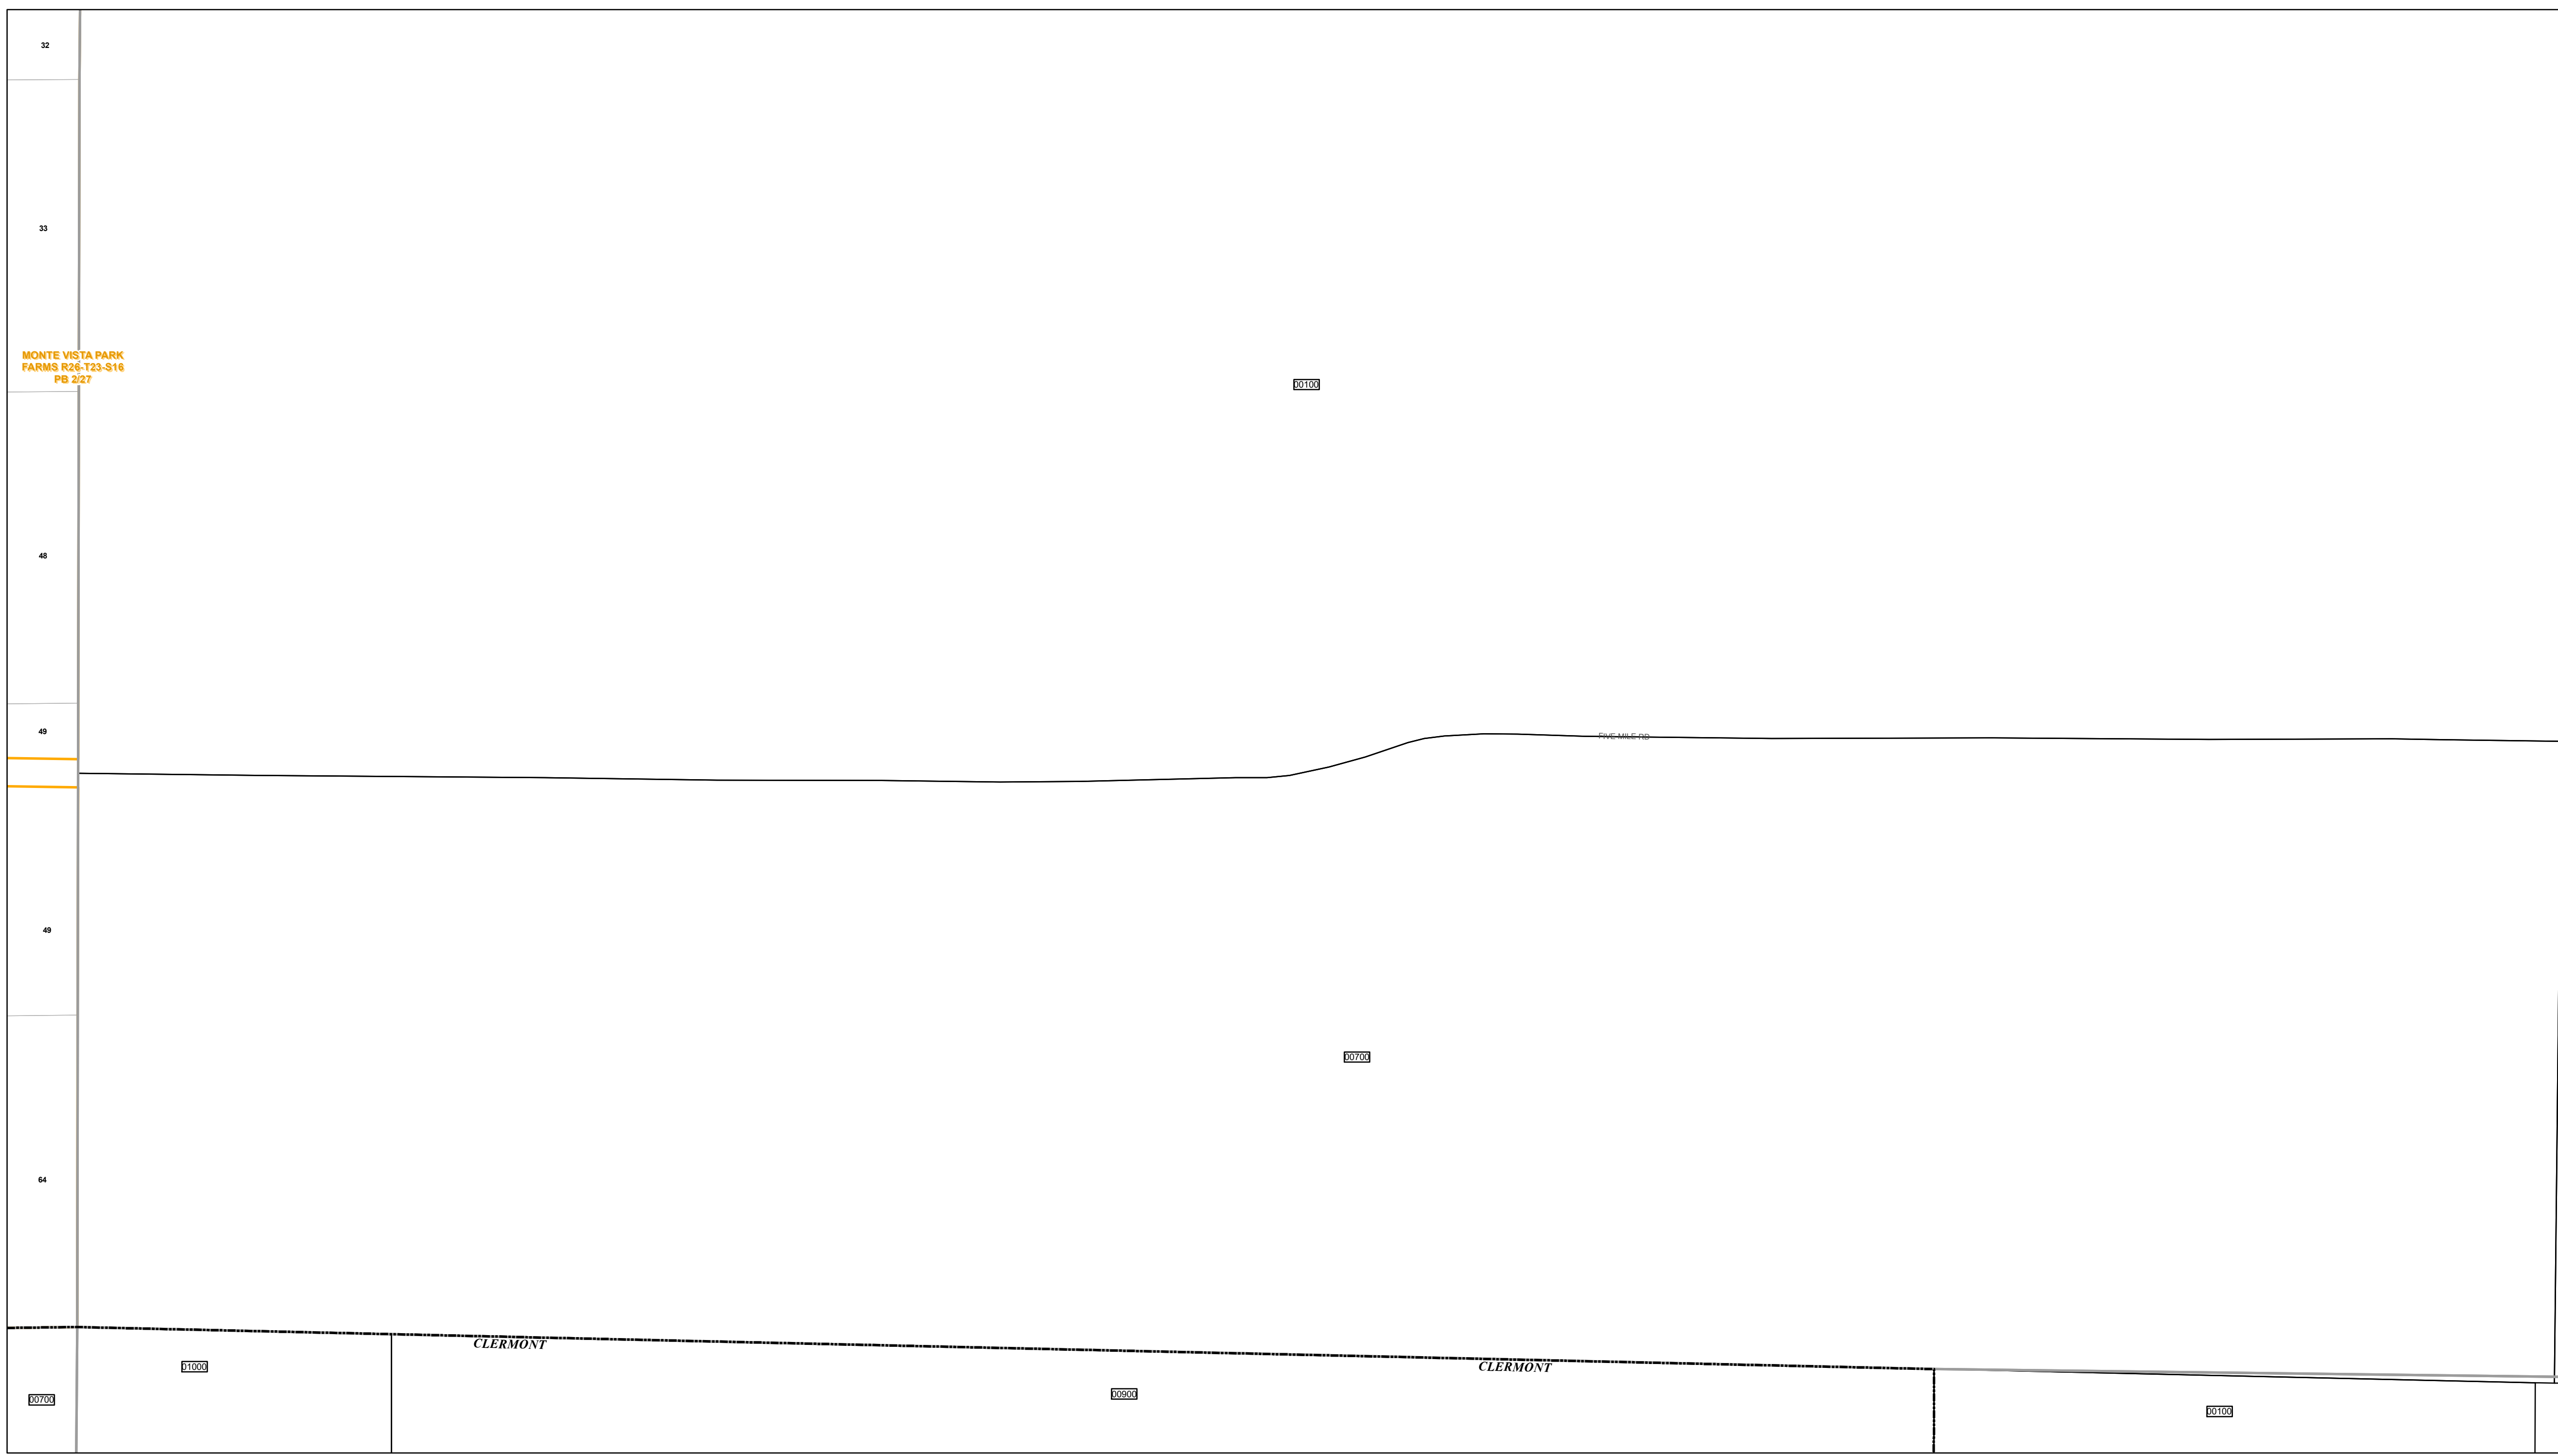 32
33
MONTE VISTA PARK
FARMS R26-T23-S16
PB 2/27
00100
48
49
FIVE MILE RD
49
00700
64
CLERMONT
CLERMONT
01000
00900
00700
00100